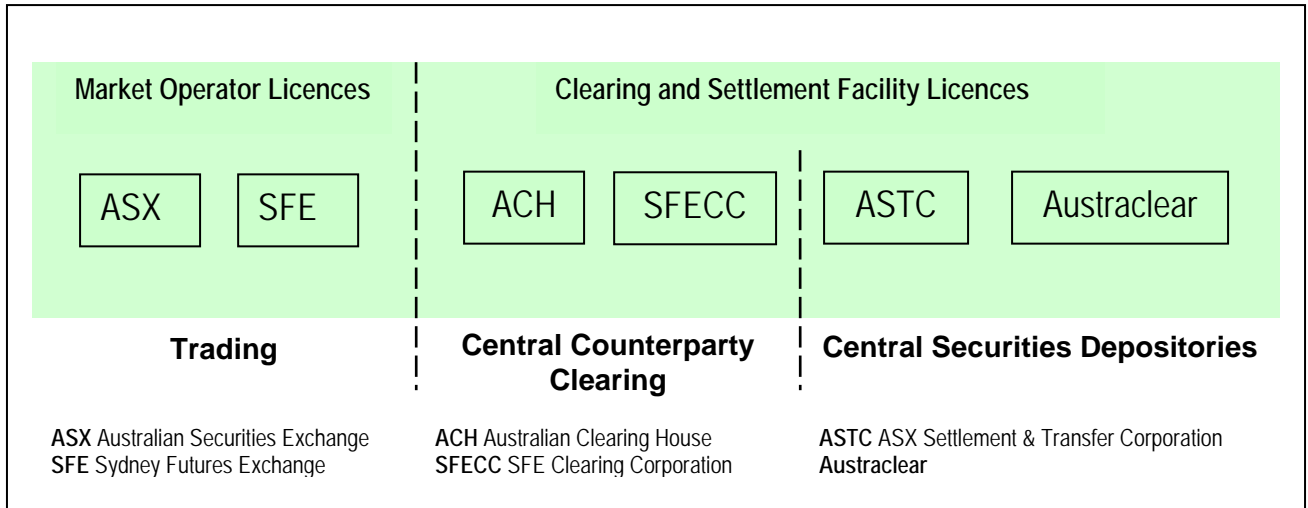 Market Operator Licences
Clearing and Settlement Facility Licences
ASX
SFE
ACH
SFECC
ASTC
Austraclear
Trading
Central Counterparty
Clearing
Central Securities Depositories
ASX Australian Securities Exchange
SFE Sydney Futures Exchange
ACH Australian Clearing House
SFECC SFE Clearing Corporation
ASTC ASX Settlement & Transfer Corporation
Austraclear